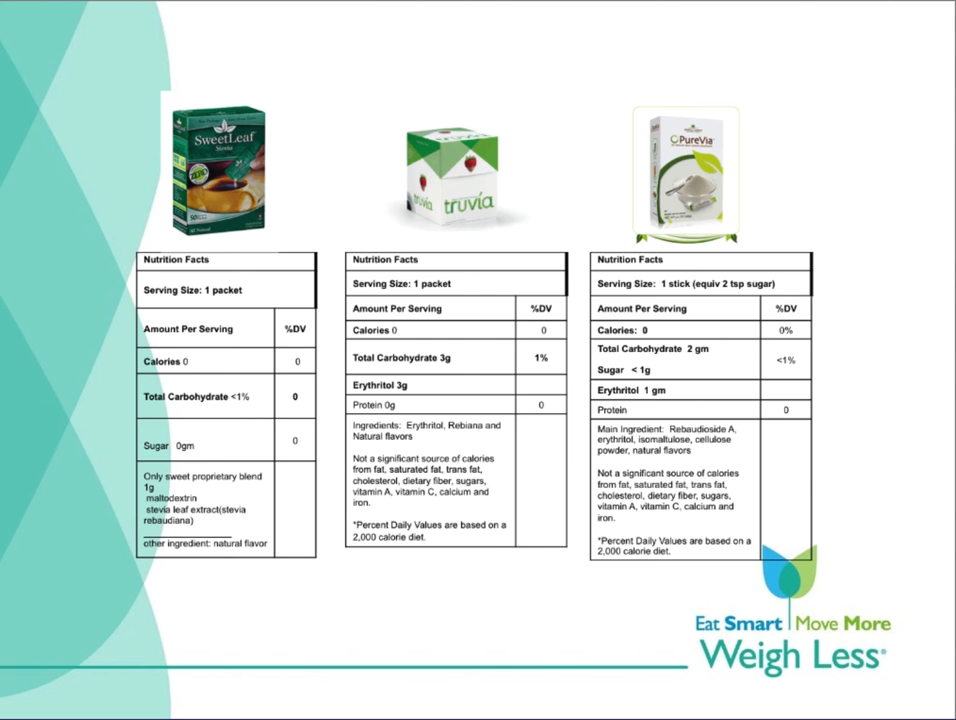 SweetLeaf
Stevia
ZERO
truvía
truvía
PureVia
Nutrition Facts
Serving Size: 1 packet
Amount Per Serving %DV
Calories 0 0
Total Carbohydrate <1% 0
Sugar 0gm 0
Only sweet proprietary blend
1g
maltodextrin
stevia leaf extract(stevia
rebaudiana)
other ingredient: natural flavor
Nutrition Facts
Serving Size: 1 packet
Amount Per Serving %DV
Calories 0 0
Total Carbohydrate 3g 1%
Erythritol 3g
Protein 0g 0
Ingredients: Erythritol, Rebiana and
Natural flavors
Not a significant source of calories
from fat, saturated fat, trans fat,
cholesterol, dietary fiber, sugars,
vitamin A, vitamin C, calcium and
iron.
*Percent Daily Values are based on a
2,000 calorie diet.
Nutrition Facts
Serving Size: 1 stick (equiv 2 tsp sugar)
Amount Per Serving %DV
Calories: 0 0%
Total Carbohydrate 2 gm <1%
Sugar < 1g
Erythritol 1 gm
Protein 0
Main Ingredient: Rebaudioside A,
erythritol, isomaltulose, cellulose
powder, natural flavors
Not a significant source of calories
from fat, saturated fat, trans fat,
cholesterol, dietary fiber, sugars,
vitamin A, vitamin C, calcium and
iron.
*Percent Daily Values are based on a
2,000 calorie diet.
Eat Smart Move More
Weigh Less®